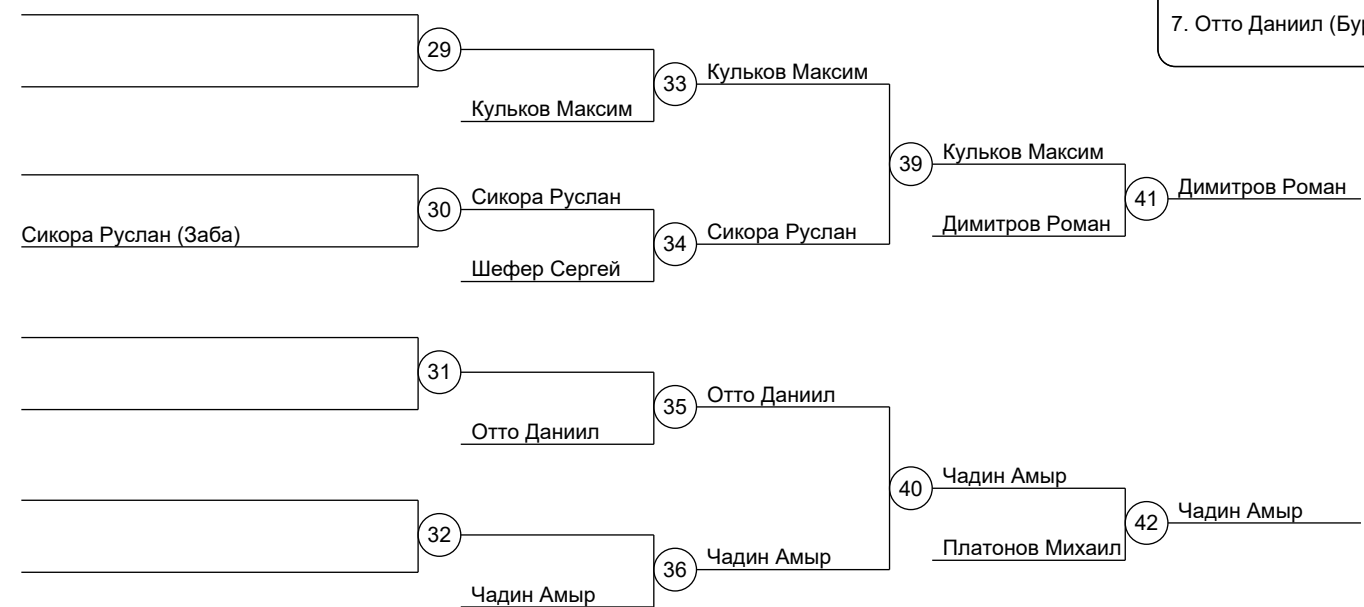 7. Отто Даниил (Бур
29
33
Кульков Максим
Кульков Максим
39
Кульков Максим
41
Димитров Роман
Димитров Роман
30
Сикора Руслан
Сикора Руслан (Заба)
34
Сикора Руслан
Шефер Сергей
31
35
Отто Даниил
Отто Даниил
40
Чадин Амыр
42
Чадин Амыр
Платонов Михаил
32
36
Чадин Амыр
Чадин Амыр